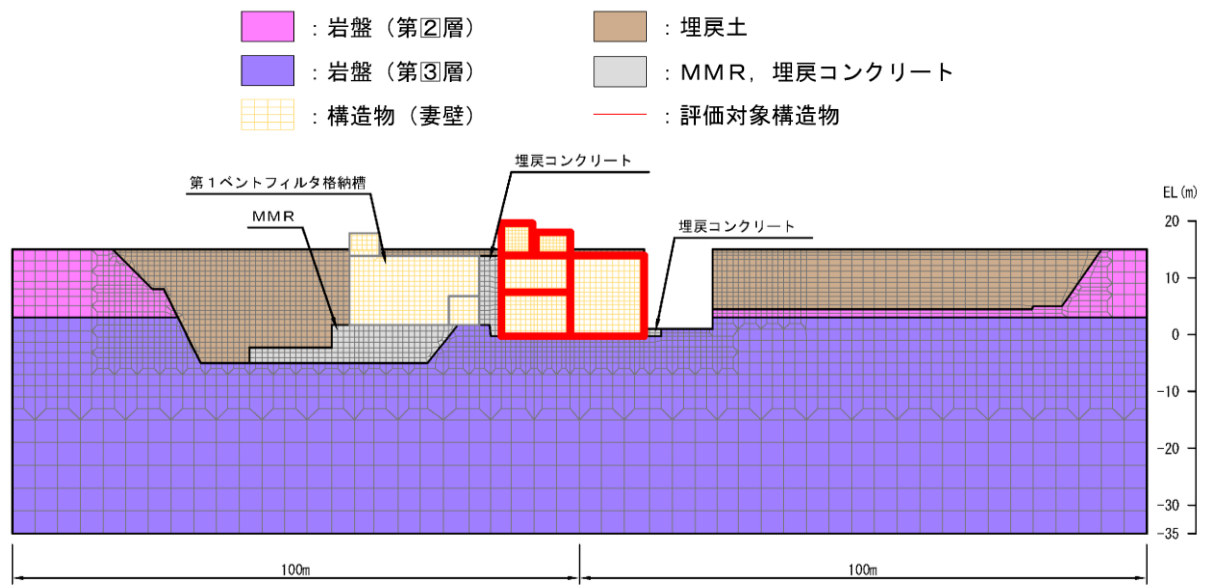 ：岩盤（第2層）
：埋戻土
：岩盤（第3層）
：ＭＭＲ，埋戻コンクリート
：構造物（妻壁）
：評価対象構造物
埋戻コンクリート
第１ベントフィルタ格納槽
MMR
埋戻コンクリート
EL(m)
20
10
0
-10
-20
-30
-35
100m
100m